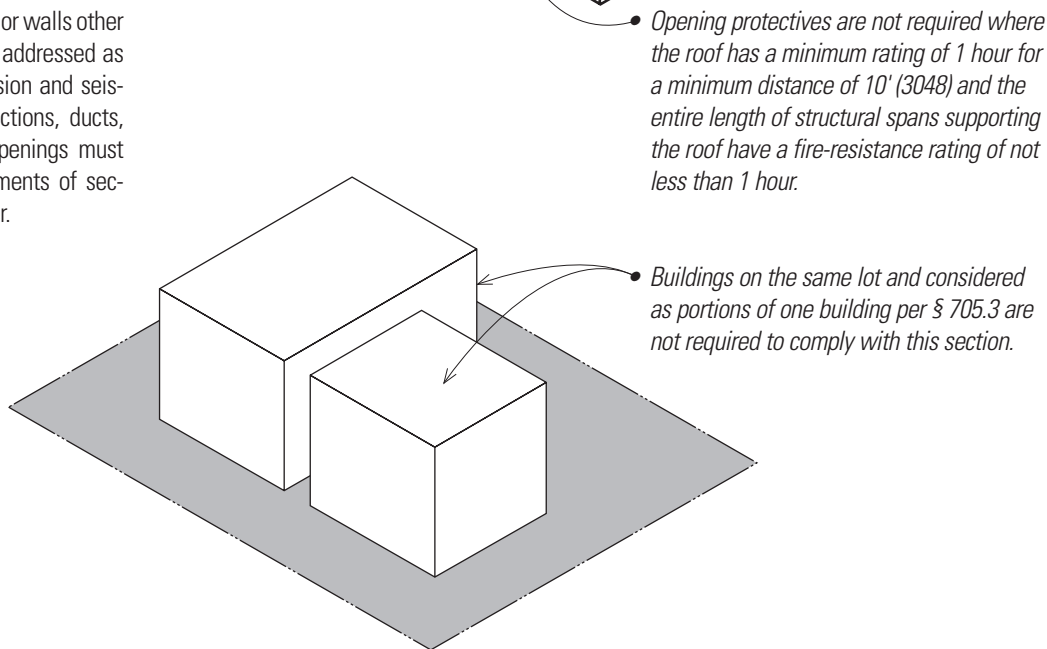 or walls other
addressed as
sion and seis-
ctions, ducts,
penings must
ments of sec-
r.
Opening protectives are not required where
the roof has a minimum rating of 1 hour for
a minimum distance of 10' (3048) and the
entire length of structural spans supporting
the roof have a fire-resistance rating of not
less than 1 hour.
Buildings on the same lot and considered
as portions of one building per § 705.3 are
not required to comply with this section.